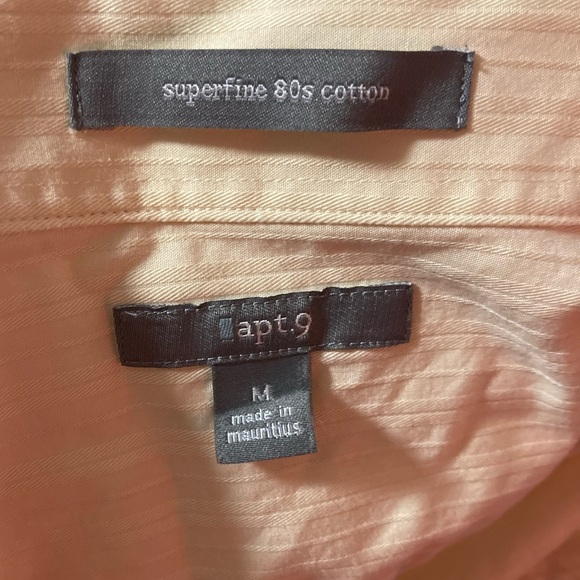 superfine 80s cotton
apt.9
M
made in
mauritius